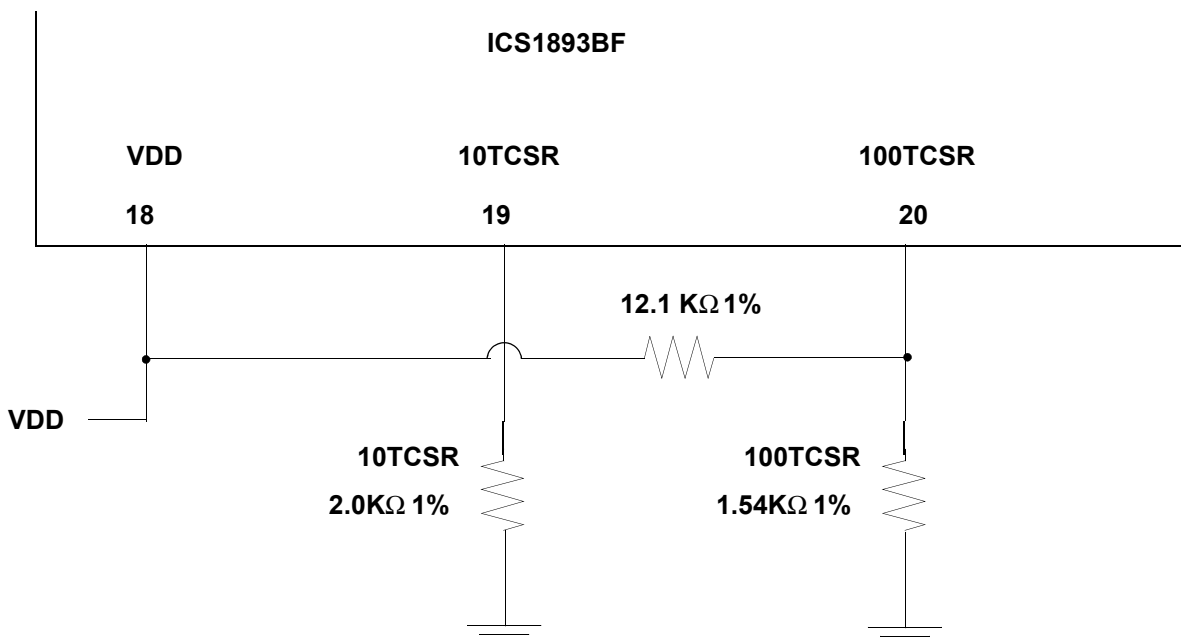 ICS1893BF
VDD 10TCSR 100TCSR
18 19 20
12.1 KΩ 1%
VDD
10TCSR 100TCSR
2.0KΩ 1% 1.54KΩ 1%